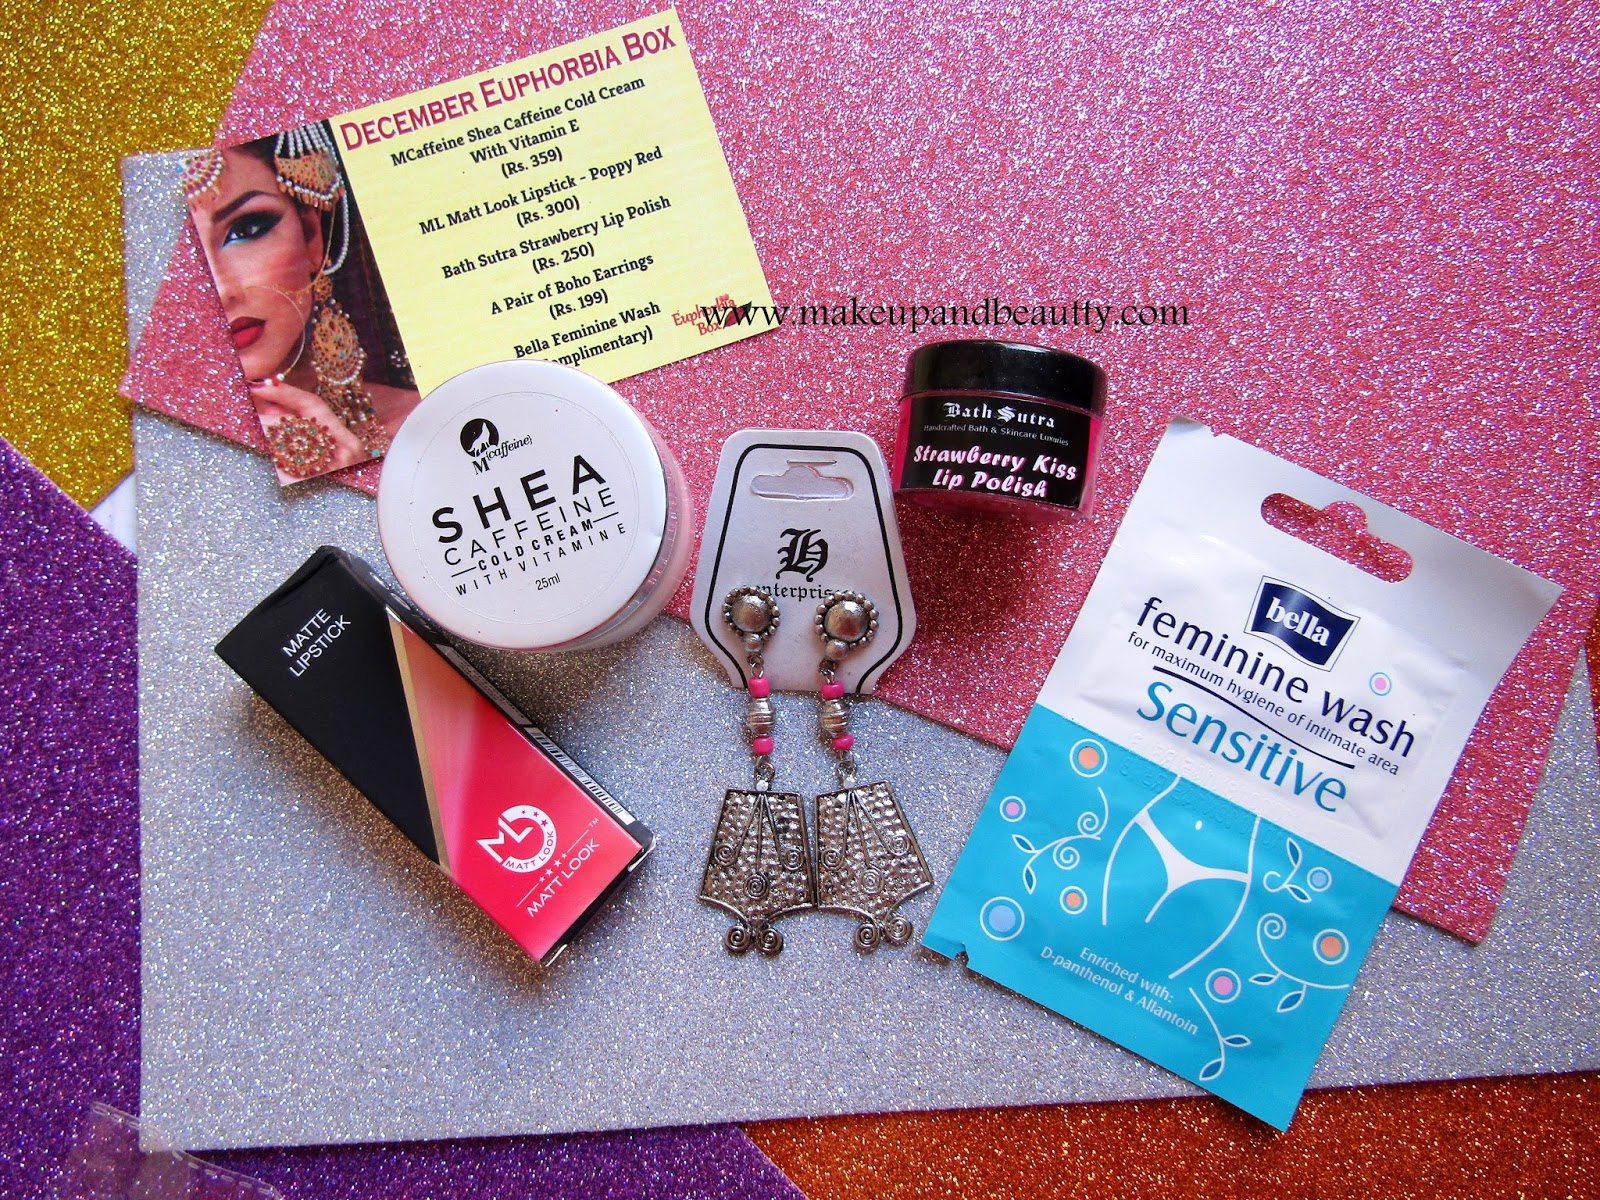 DECEMBER EUPHORBIA BOX
MCaffeine Shea Caffeine Cold Cream
With Vitamin E
(Rs. 359)
ML Matt Look Lipstick - Poppy Red
(Rs. 300)
Bath Sutra Strawberry Lip Polish
(Rs. 250)
A Pair of Boho Earrings
(Rs. 199)
Bella Feminine Wash
omplimentary)
Box
www.makeupandbeautty.com
Mcaffeine}
SHEA
CAFFEINE
COLD CREAM
WITH VITAMIN E
25ml
MATTE
LIPSTICK
ML
MATT LOOK
MATT LOOK™
H
enterpris
Bath Sutra
Handcrafted Bath & Skincare Luxuries
Strawberry Kiss
Lip Polish
bella
feminine wash
for maximum hygiene of intimate area
Sensitive
Enriched with:
D-panthenol & Allantoin